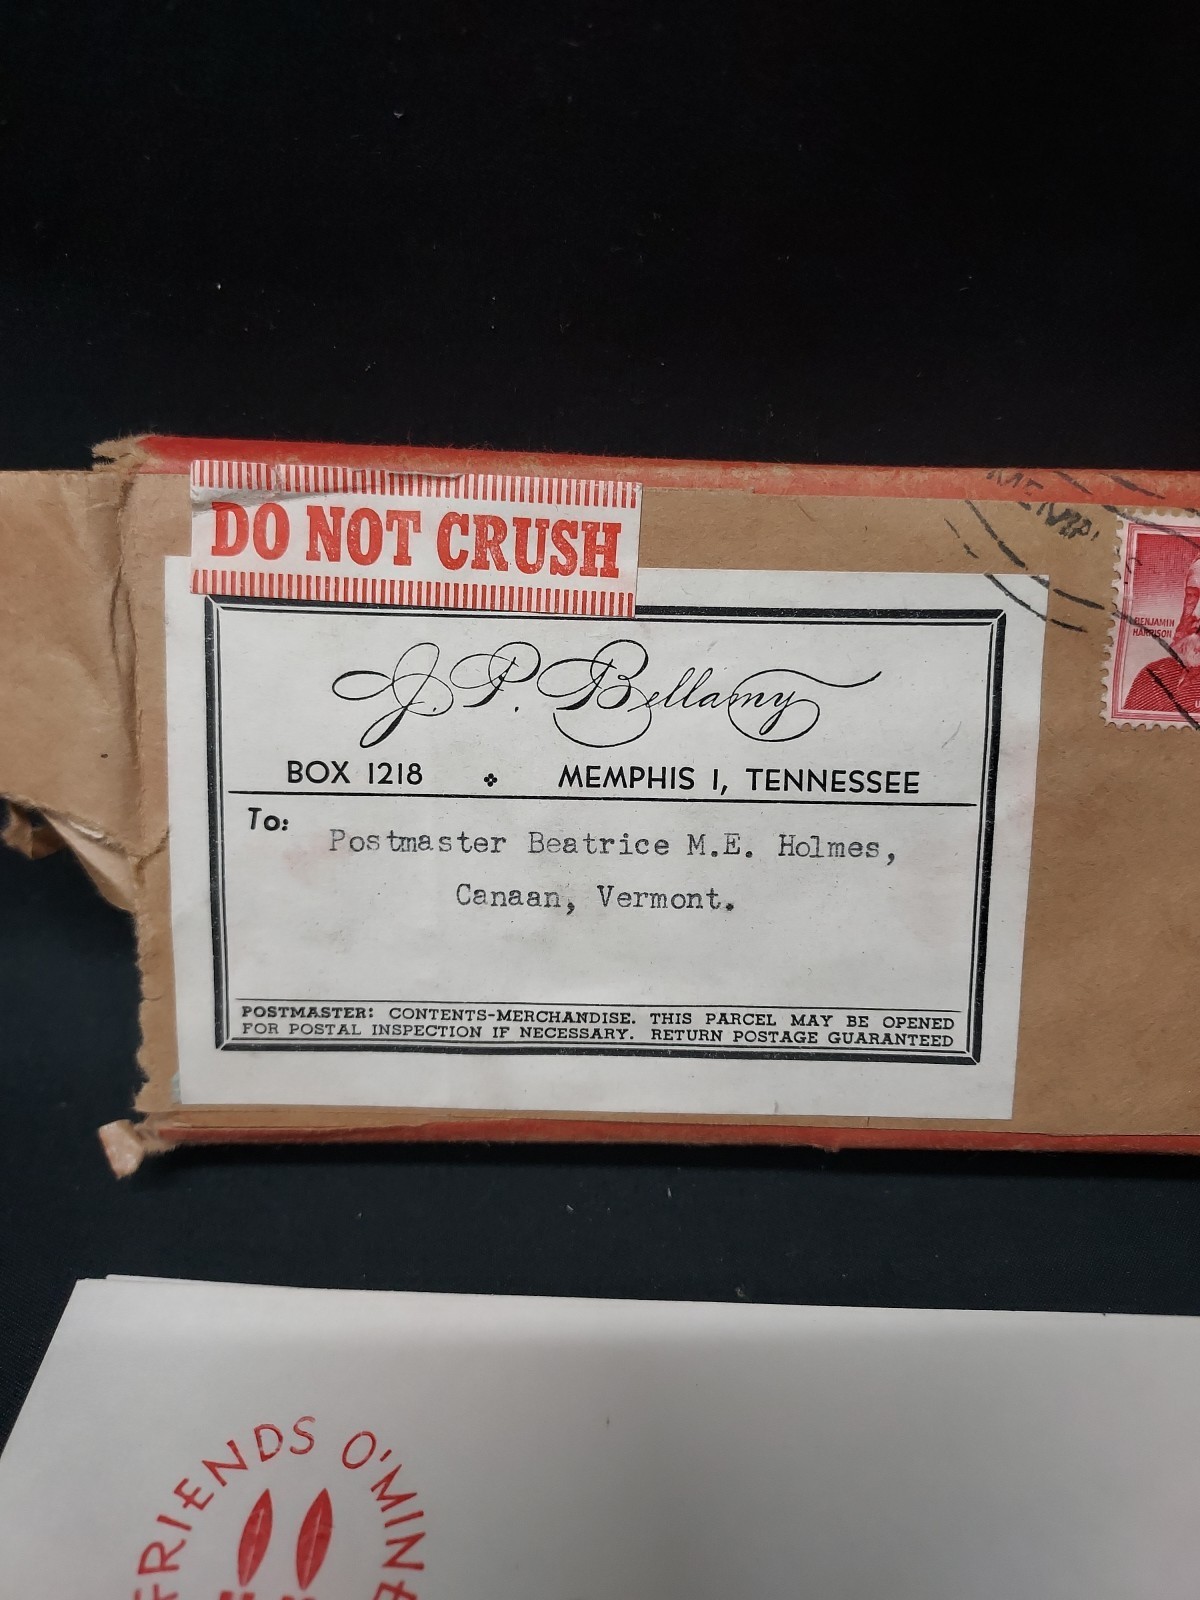 DO NOT CRUSH
J. P. Bellamy
BOX 1218 MEMPHIS 1, TENNESSEE
To: Postmaster Beatrice M.E. Holmes,
Canaan, Vermont.
POSTMASTER: CONTENTS-MERCHANDISE. THIS PARCEL MAY BE OPENED
FOR POSTAL INSPECTION IF NECESSARY. RETURN POSTAGE GUARANTEED
BENJAMIN
HARRISON
FRIENDS O'MIN